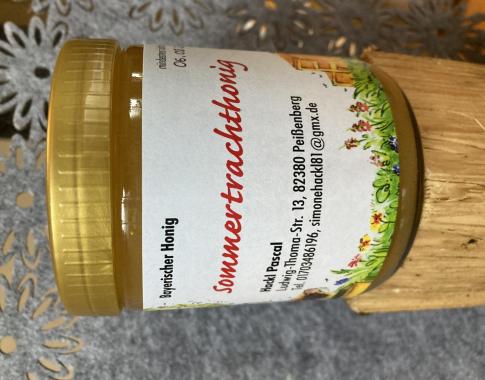 Bayerischer Honig
Sommertrachthonig
Hackl Pascal
Ludwig-Thoma-Str. 13, 82380 Peißenberg
Tel. 01703486196, simonehackl81@gmx.de